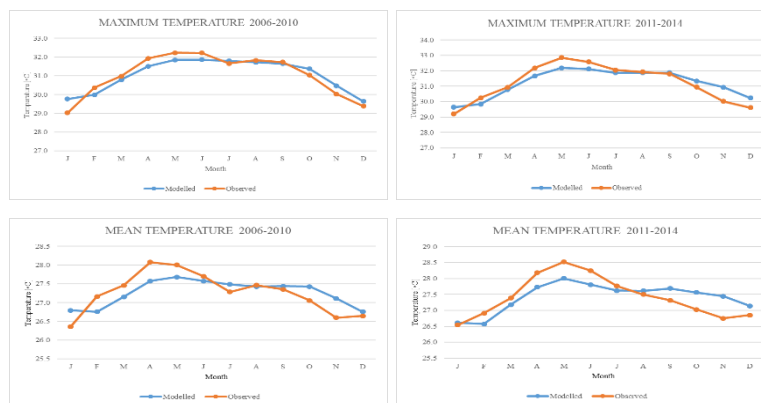 MAXIMUM TEMPERATURE 2006-2010
33.0
32.0
31.0
30.0
29.0
28.0
27.0
Temperature [°C]
J F M A M J J A S O N D
Month
Modelled Observed
MAXIMUM TEMPERATURE 2011-2014
34.0
33.0
32.0
31.0
30.0
29.0
28.0
27.0
Temperature [°C]
J F M A M J J A S O N D
Month
Modelled Observed
MEAN TEMPERATURE 2006-2010
28.5
28.0
27.5
27.0
26.5
26.0
25.5
Temperature [°C]
J F M A M J J A S O N D
Month
Modelled Observed
MEAN TEMPERATURE 2011-2014
29.0
28.5
28.0
27.5
27.0
26.5
26.0
25.5
Temperature [°C]
J F M A M J J A S O N D
Month
Modelled Observed